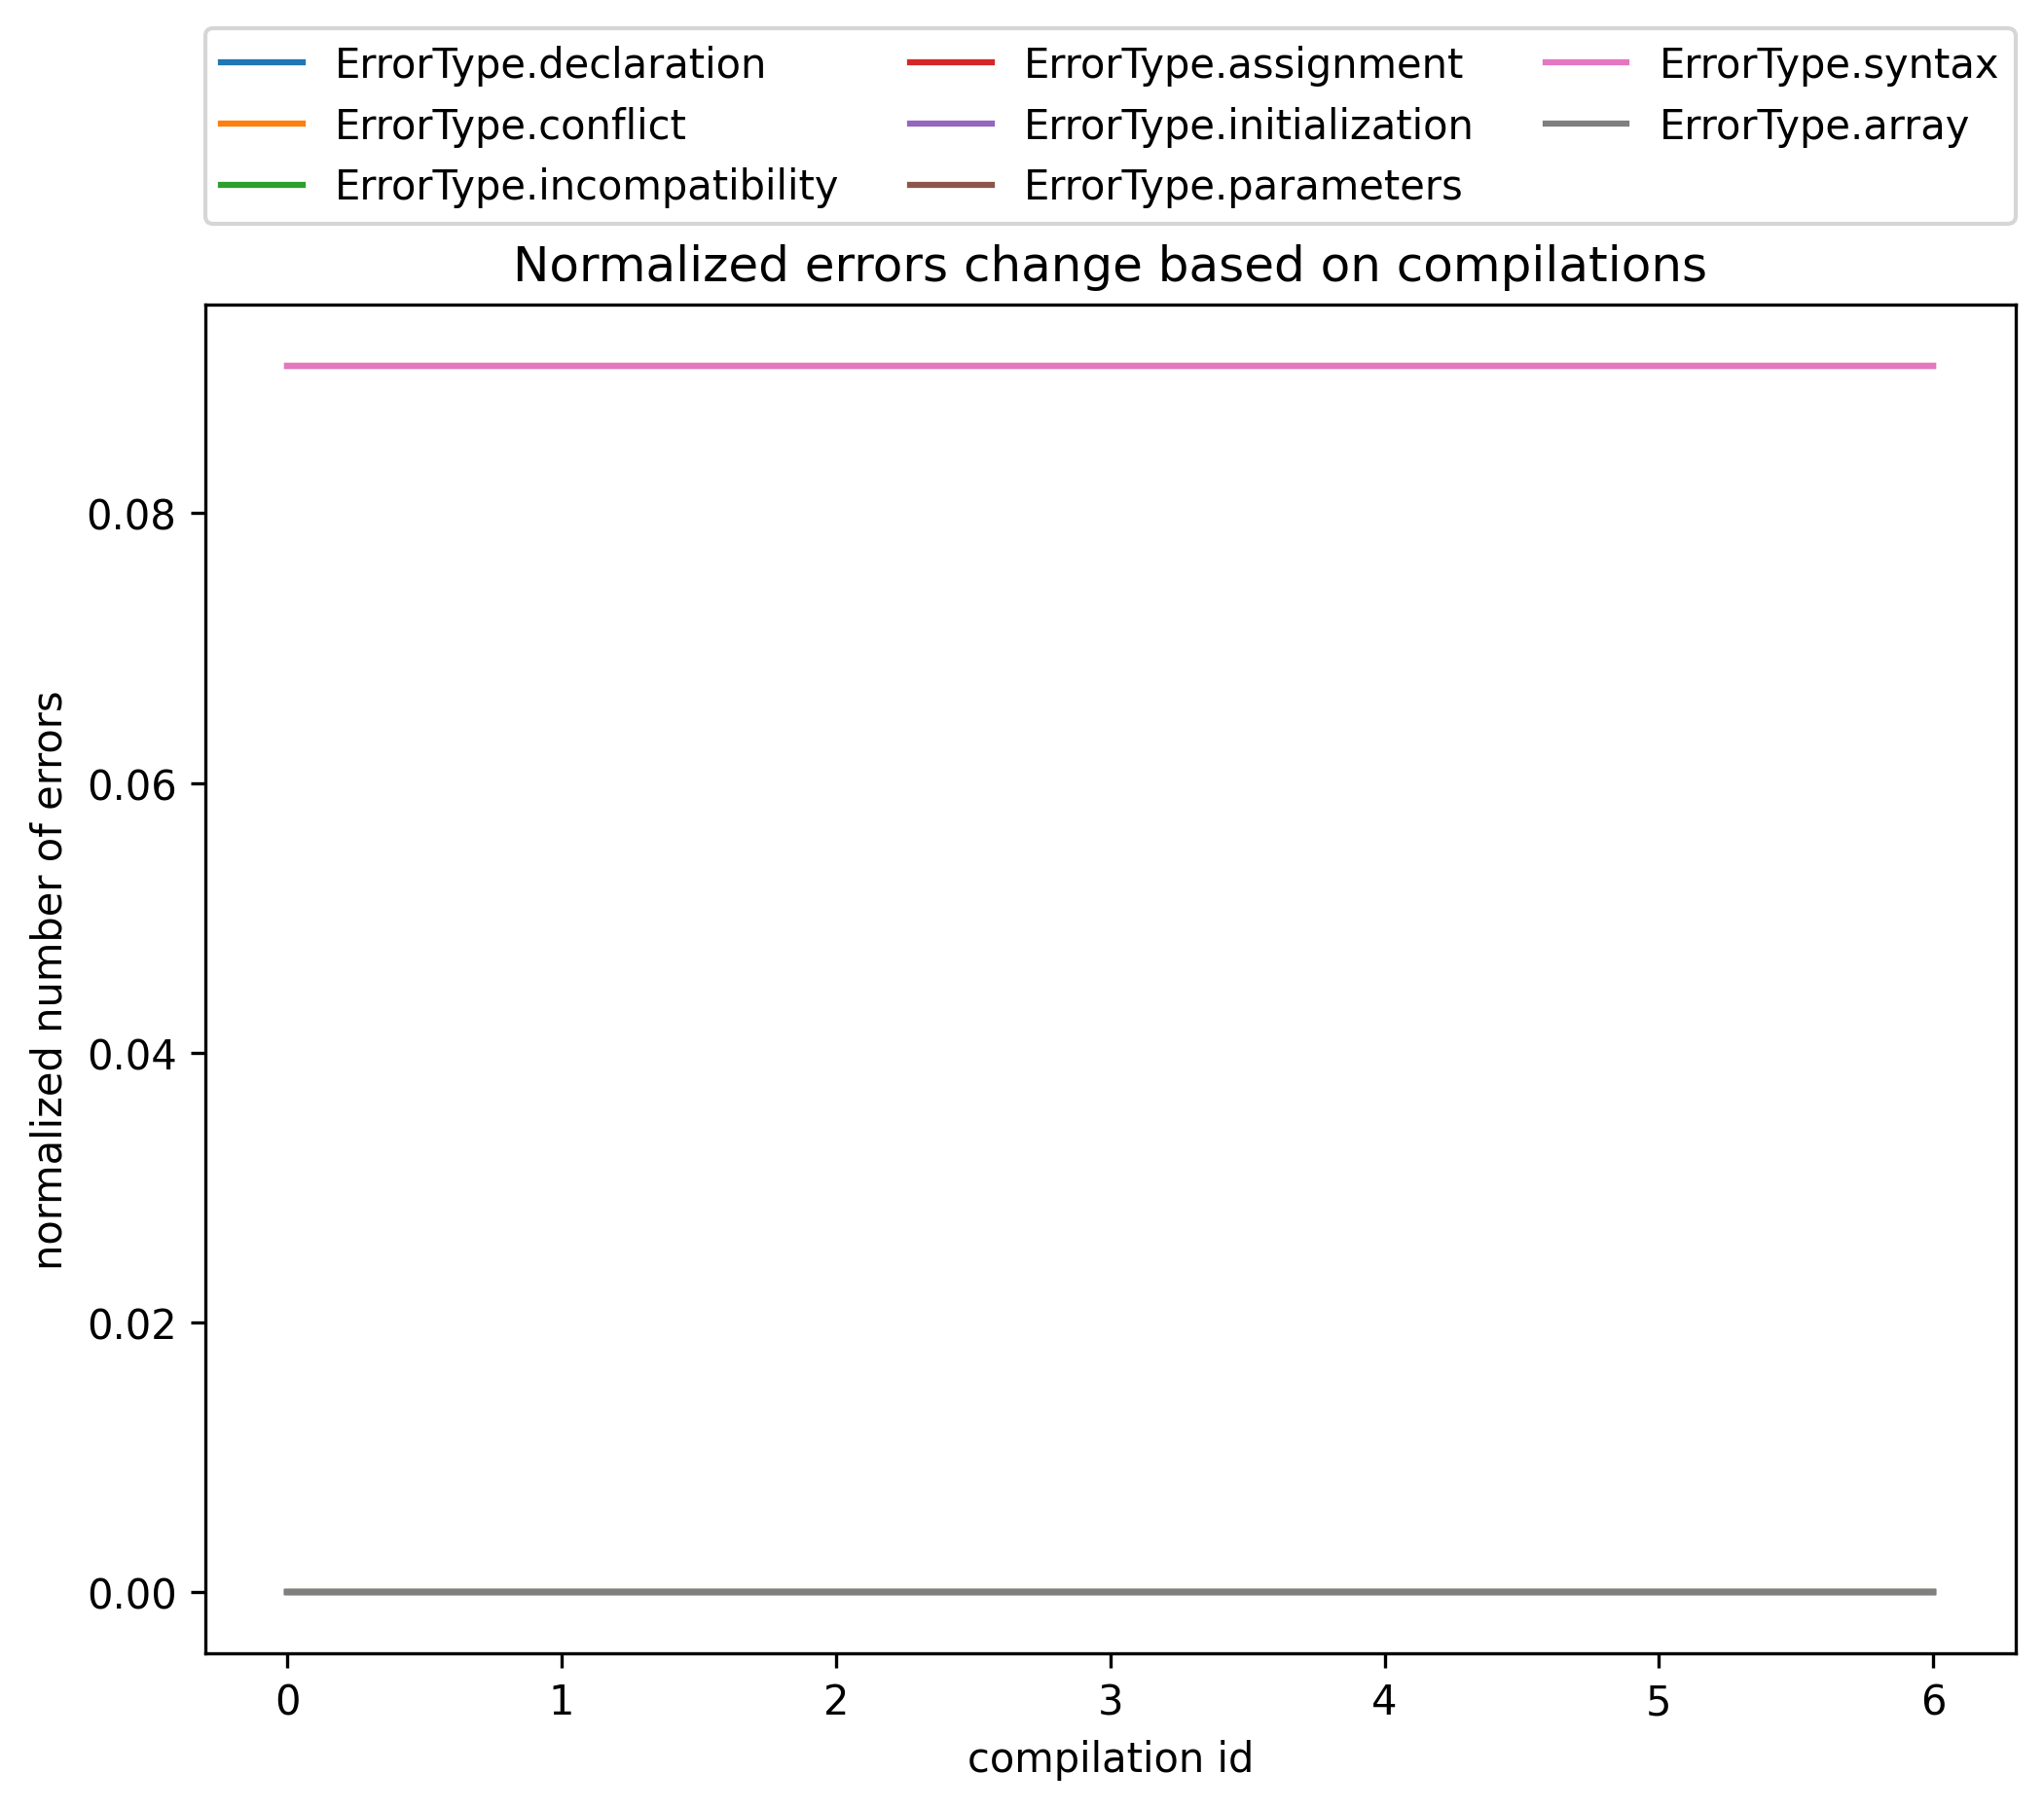 ErrorType.declaration
ErrorType.conflict
ErrorType.incompatibility
ErrorType.assignment
ErrorType.initialization
ErrorType.parameters
ErrorType.syntax
ErrorType.array
Normalized errors change based on compilations
normalized number of errors
0.08
0.06
0.04
0.02
0.00
0 1 2 3 4 5 6
compilation id